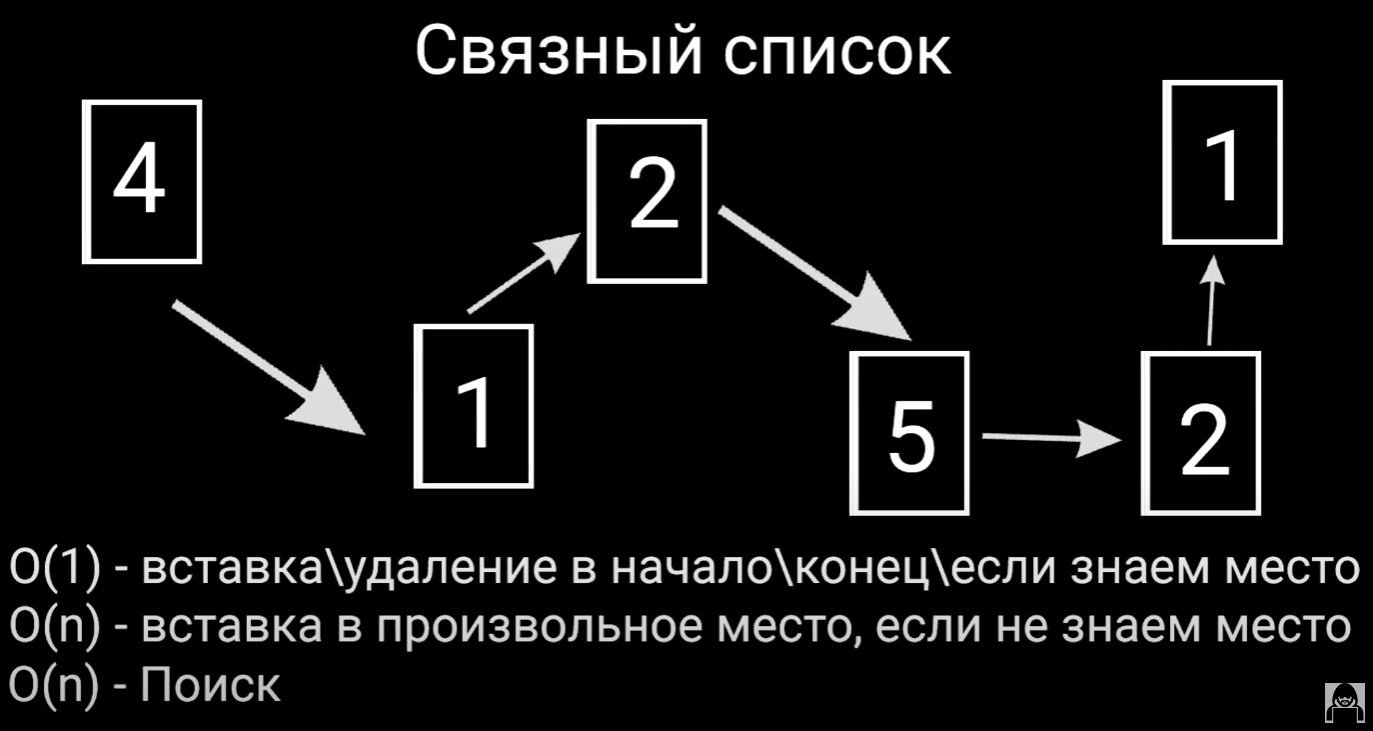 Связный список
4
2
1
1
5
2
O(1) - вставка\удаление в начало\конец\если знаем место
O(n) - вставка в произвольное место, если не знаем место
O(n) - Поиск